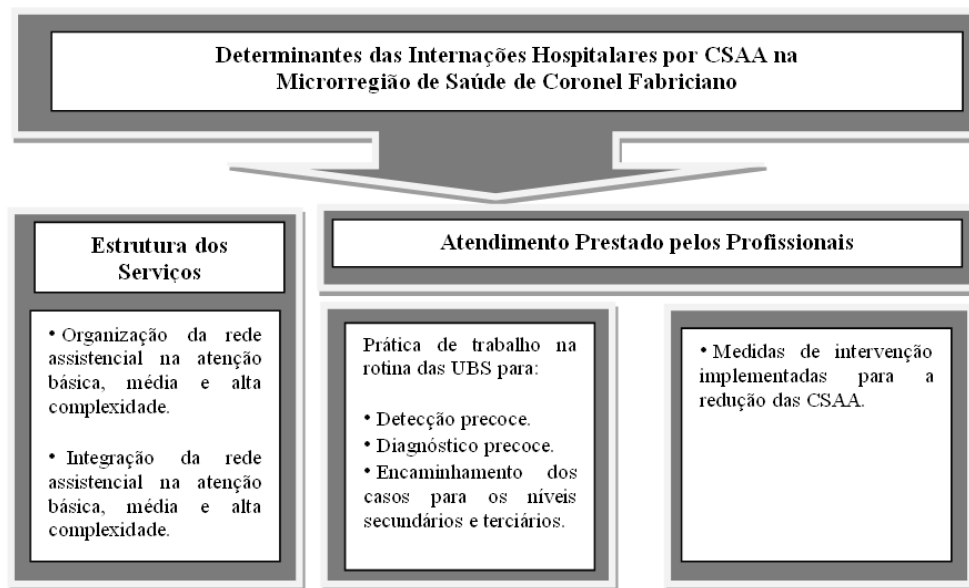 Determinantes das Internações Hospitalares por CSAA na
Microrregião de Saúde de Coronel Fabriciano
Estrutura dos
Serviços
• Organização da rede
assistencial na atenção
básica, média e alta
complexidade.
• Integração da rede
assistencial na atenção
básica, média e alta
complexidade.
Atendimento Prestado pelos Profissionais
Prática de trabalho na
rotina das UBS para:
• Detecção precoce.
• Diagnóstico precoce.
• Encaminhamento dos
casos para os níveis
secundários e terciários.
• Medidas de intervenção
implementadas para a
redução das CSAA.